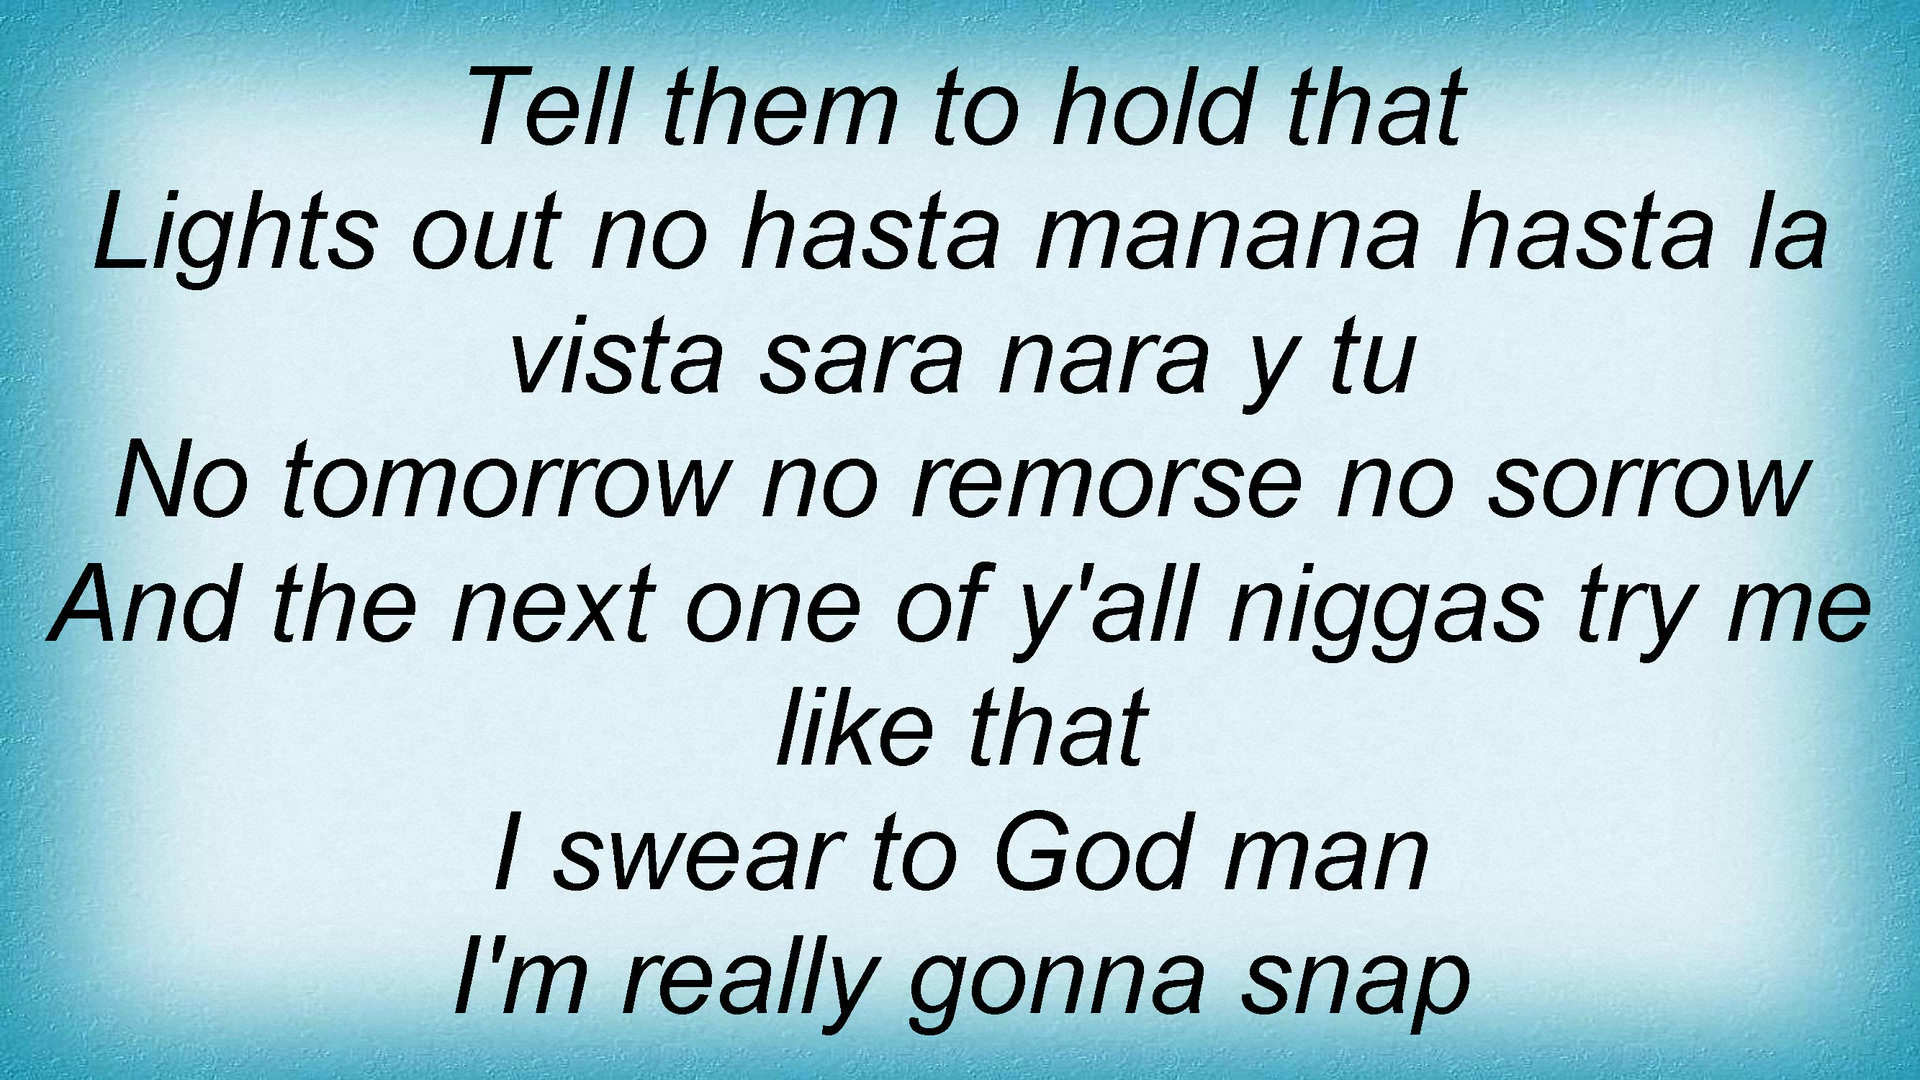 Tell them to hold that
Lights out no hasta manana hasta la
vista sara nara y tu
No tomorrow no remorse no sorrow
And the next one of y'all niggas try me
like that
I swear to God man
I'm really gonna snap